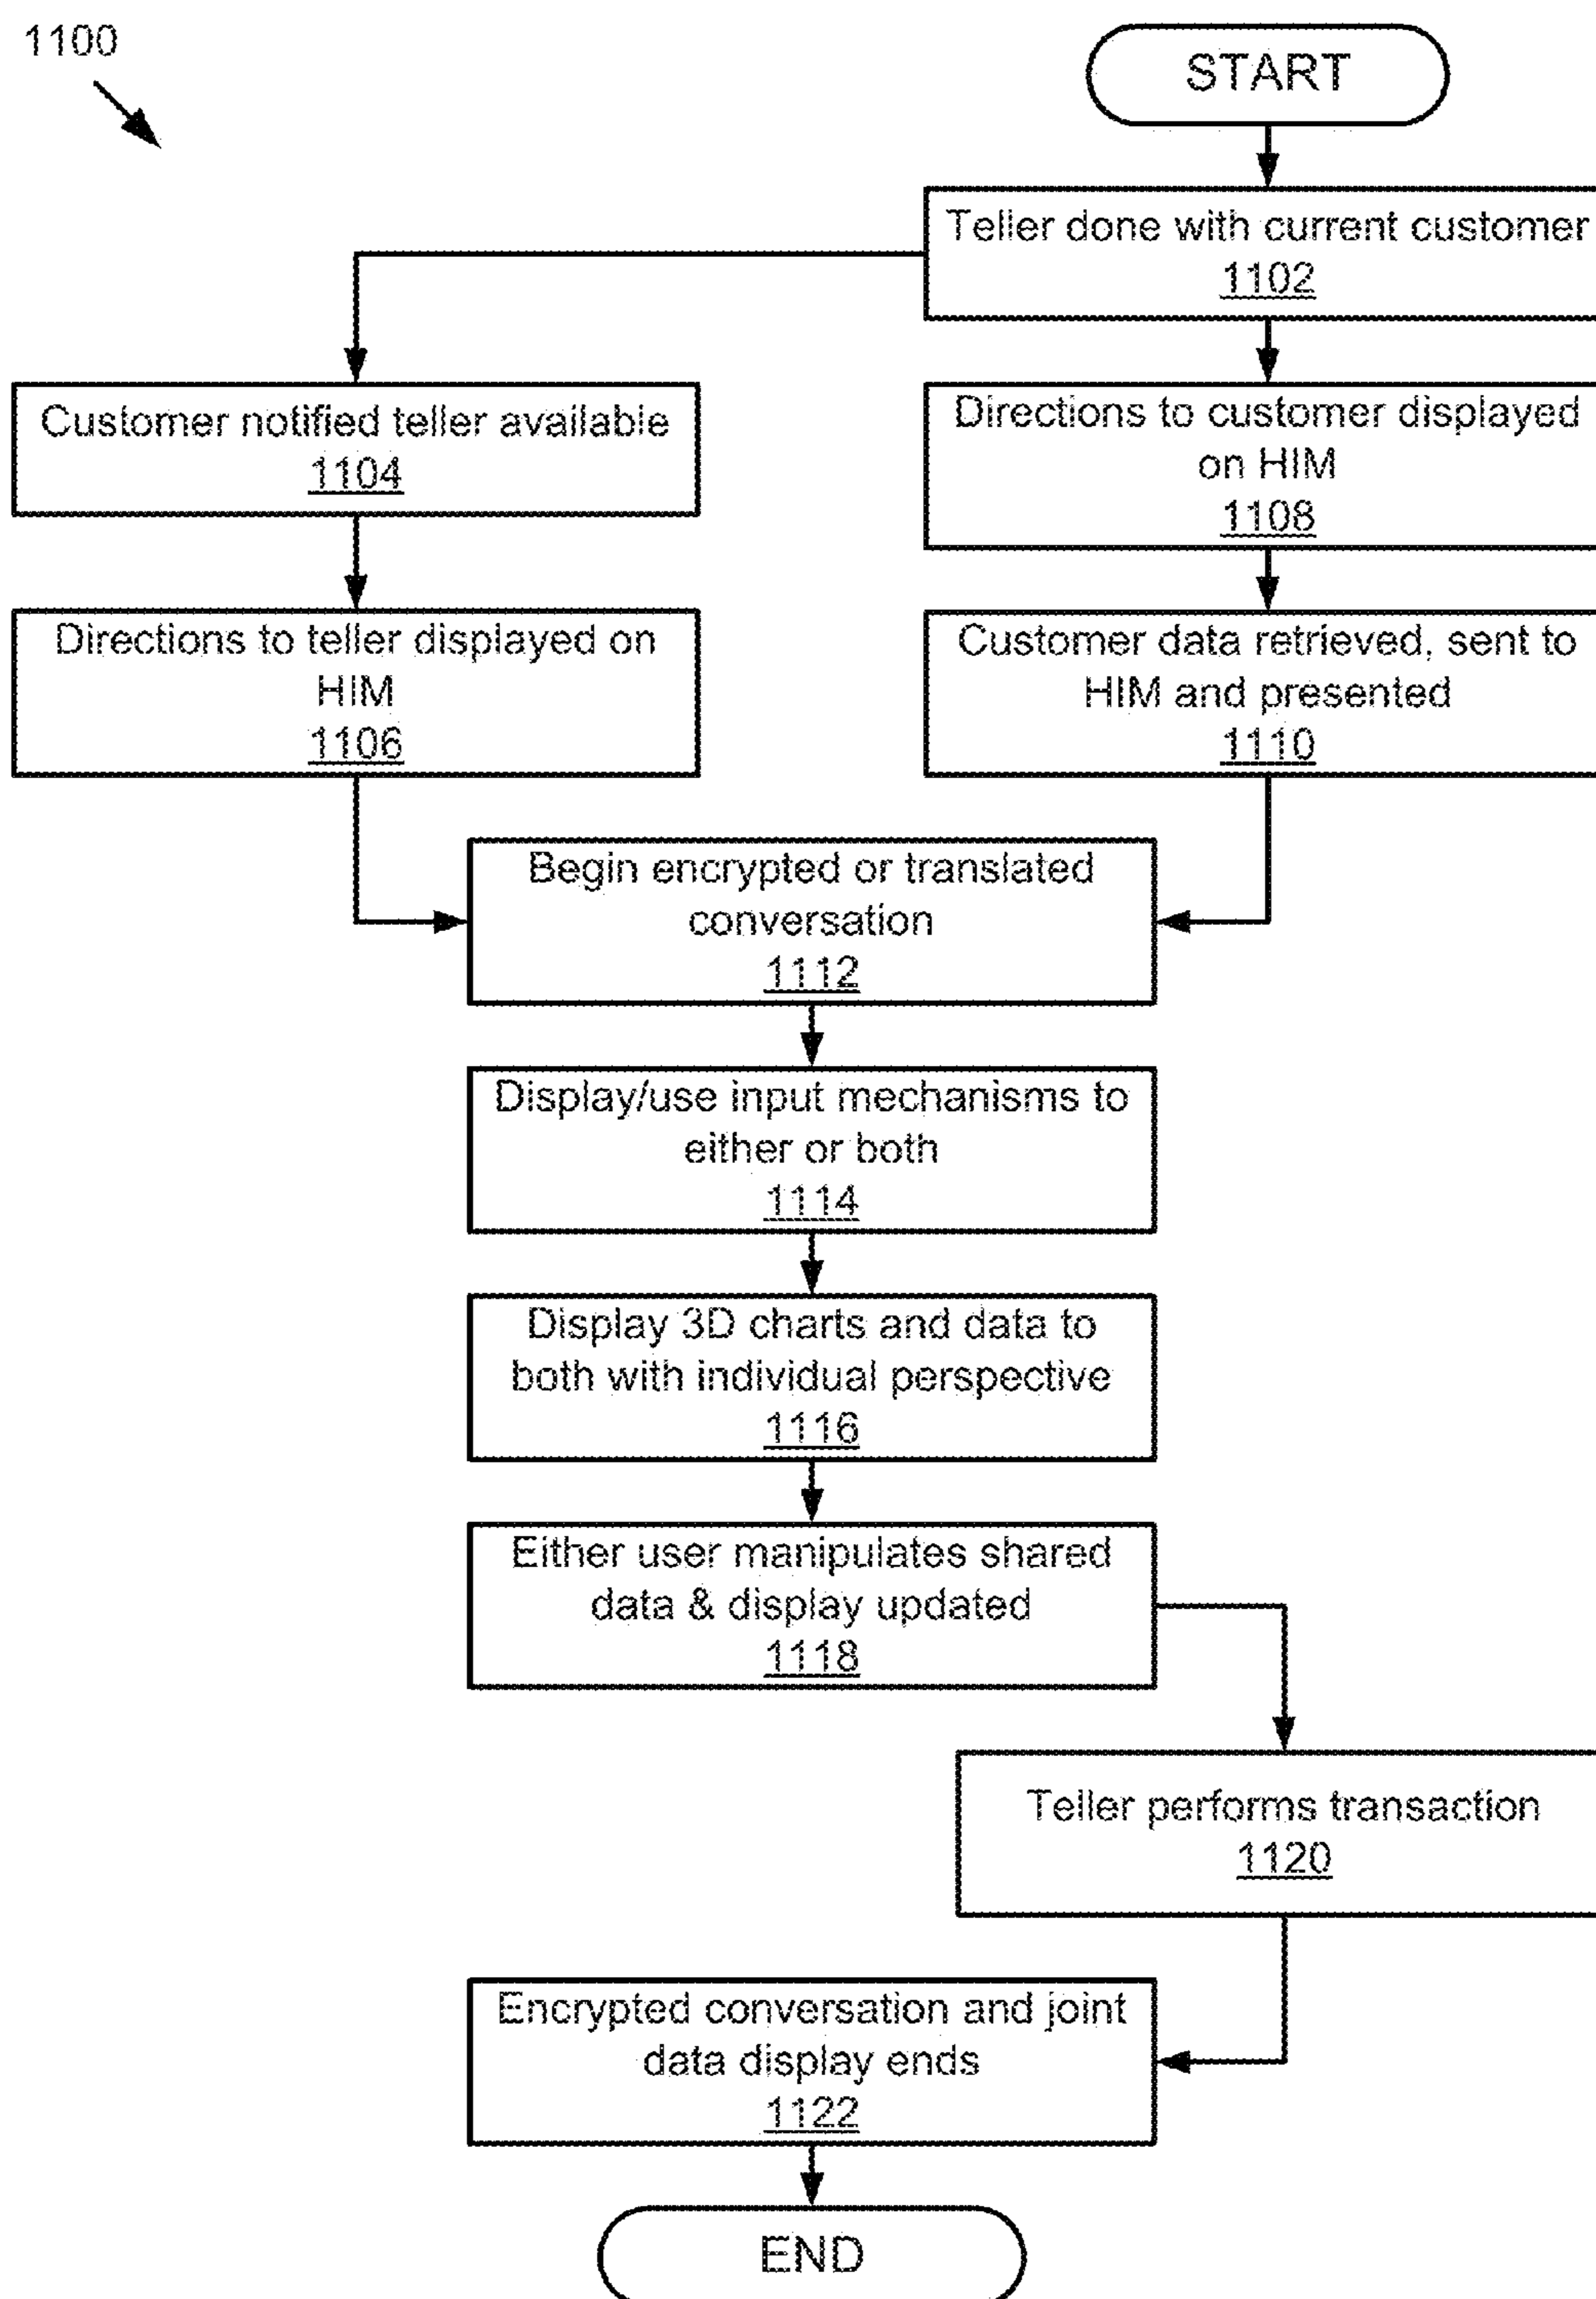 1100
START
Teller done with current customer
1102
Customer notified teller available
1104
Directions to customer displayed
on HIM
1108
Directions to teller displayed on
HIM
1106
Customer data retrieved, sent to
HIM and presented
1110
Begin encrypted or translated
conversation
1112
Display/use input mechanisms to
either or both
1114
Display 3D charts and data to
both with individual perspective
1116
Either user manipulates shared
data & display updated
1118
Teller performs transaction
1120
Encrypted conversation and joint
data display ends
1122
END